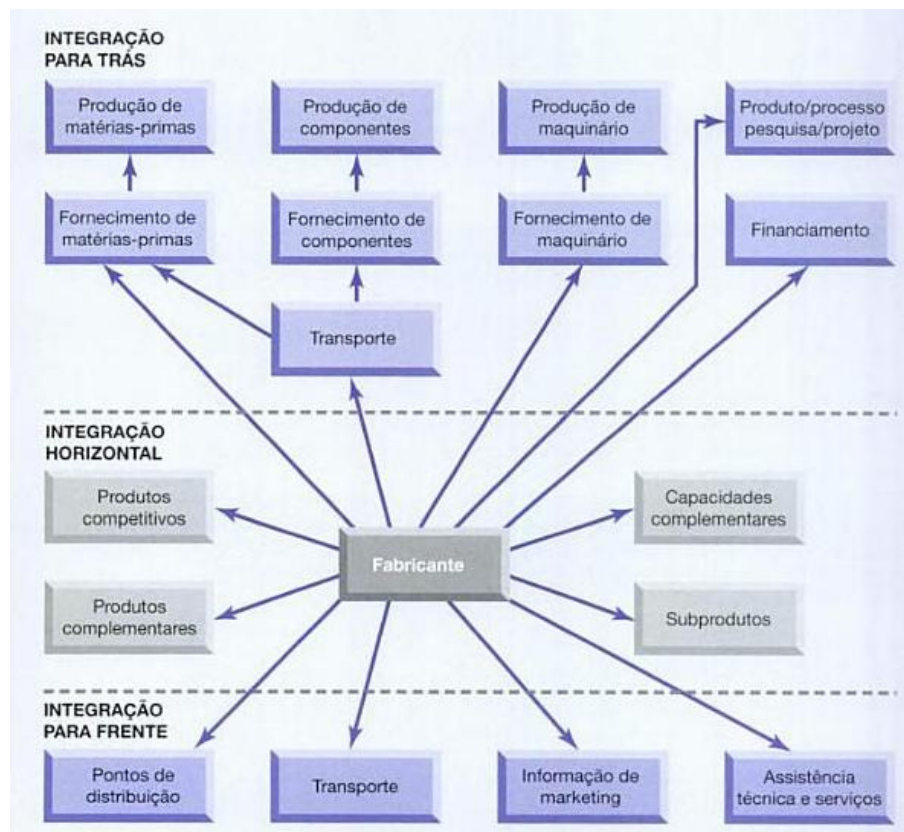 INTEGRAÇÃO
PARA TRÁS
Produção de
matérias-primas
Produção de
componentes
Produção de
maquinário
Produto/processo
pesquisa/projeto
Fornecimento de
matérias-primas
Fornecimento de
componentes
Fornecimento de
maquinário
Financiamento
Transporte
INTEGRAÇÃO
HORIZONTAL
Produtos
competitivos
Capacidades
complementares
Fabricante
Produtos
complementares
Subprodutos
INTEGRAÇÃO
PARA FRENTE
Pontos de
distribuição
Transporte
Informação de
marketing
Assistência
técnica e serviços